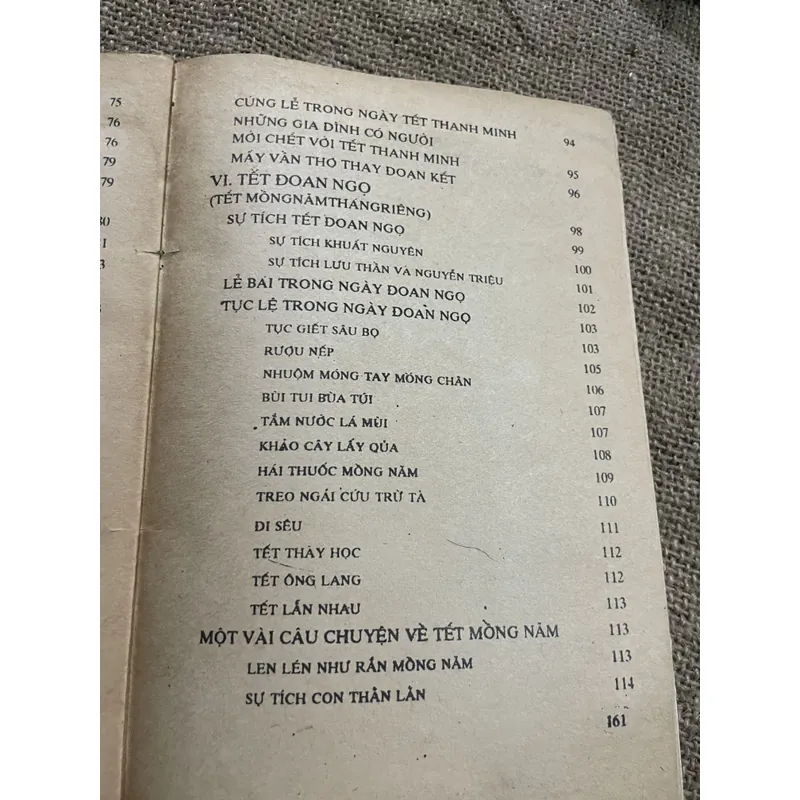 75
76
76
79
79
CÚNG LỄ TRONG NGÀY TẾT THANH MINH
NHỮNG GIA ĐÌNH CÓ NGƯỜI 94
MỚI CHẾT VỚI TẾT THANH MINH
MẤY VẦN THƠ THAY ĐOẠN KẾT 95
VI. TẾT ĐOAN NGỌ 96
(TẾT MỒNGNĂMTHÁNGRIÊNG)
SỰ TÍCH TẾT ĐOAN NGỌ 98
SỰ TÍCH KHUẤT NGUYÊN 99
SỰ TÍCH LƯU THẦN VÀ NGUYỄN TRIỆU 100
LỄ BÁI TRONG NGÀY ĐOAN NGỌ 101
TỤC LỆ TRONG NGÀY ĐOAN NGỌ 102
TỤC GIẾT SÂU BỌ 103
RƯỢU NẾP 103
NHUỘM MÓNG TAY MÓNG CHÂN 105
BÙI TUI BÙA TÚI 106
TẮM NƯỚC LÁ MÙI 107
107
KHẢO CÂY LẤY QỦA 108
HÁI THUỐC MỒNG NĂM 109
TREO NGẢI CỨU TRỪ TÀ 110
ĐI SÊU 111
TẾT THẦY HỌC 112
TẾT ÔNG LANG 112
TẾT LẪN NHAU 113
MỘT VÀI CÂU CHUYỆN VỀ TẾT MỒNG NĂM 113
LEN LÉN NHƯ RẮN MỒNG NĂM 113
SỰ TÍCH CON THẰN LẰN 114
161